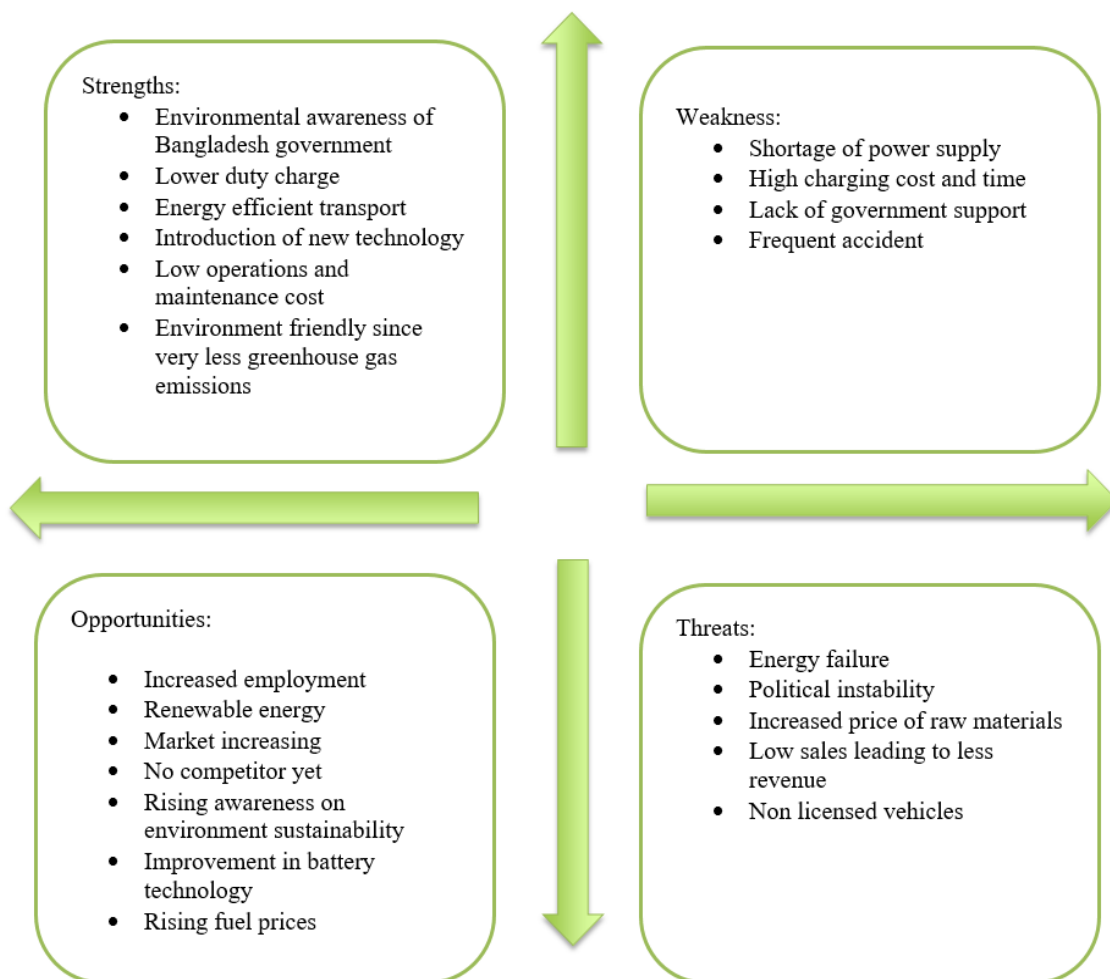 Strengths:
• Environmental awareness of
Bangladesh government
• Lower duty charge
• Energy efficient transport
• Introduction of new technology
• Low operations and
maintenance cost
• Environment friendly since
very less greenhouse gas
emissions
Weakness:
• Shortage of power supply
• High charging cost and time
• Lack of government support
• Frequent accident
Opportunities:
• Increased employment
• Renewable energy
• Market increasing
• No competitor yet
• Rising awareness on
environment sustainability
• Improvement in battery
technology
• Rising fuel prices
Threats:
• Energy failure
• Political instability
• Increased price of raw materials
• Low sales leading to less
revenue
• Non licensed vehicles